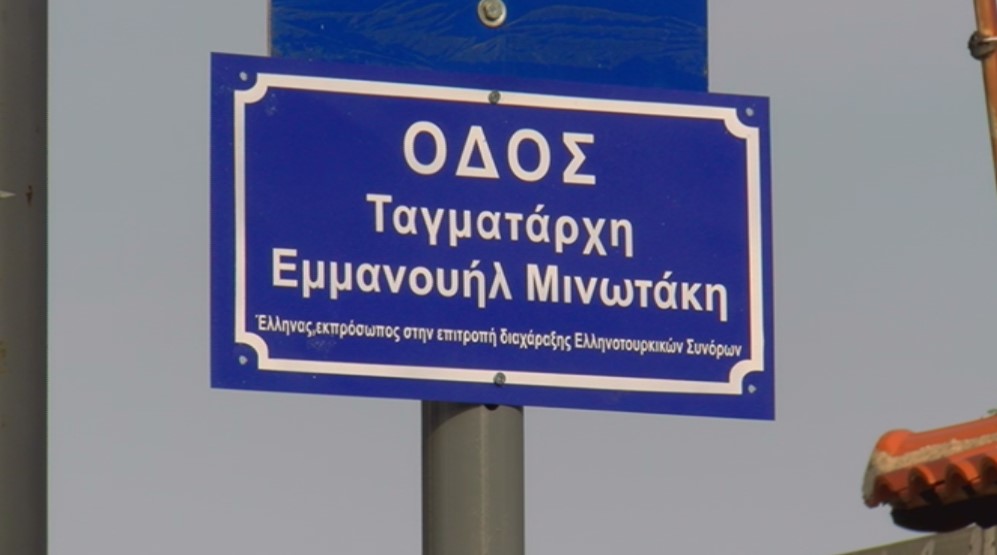 ΟΔΟΣ
Ταγματάρχη
Εμμανουήλ Μινωτάκη
Έλληνας,εκπρόσωπος στην επιτροπή διαχάραξης Ελληνοτουρκικών Συνόρων